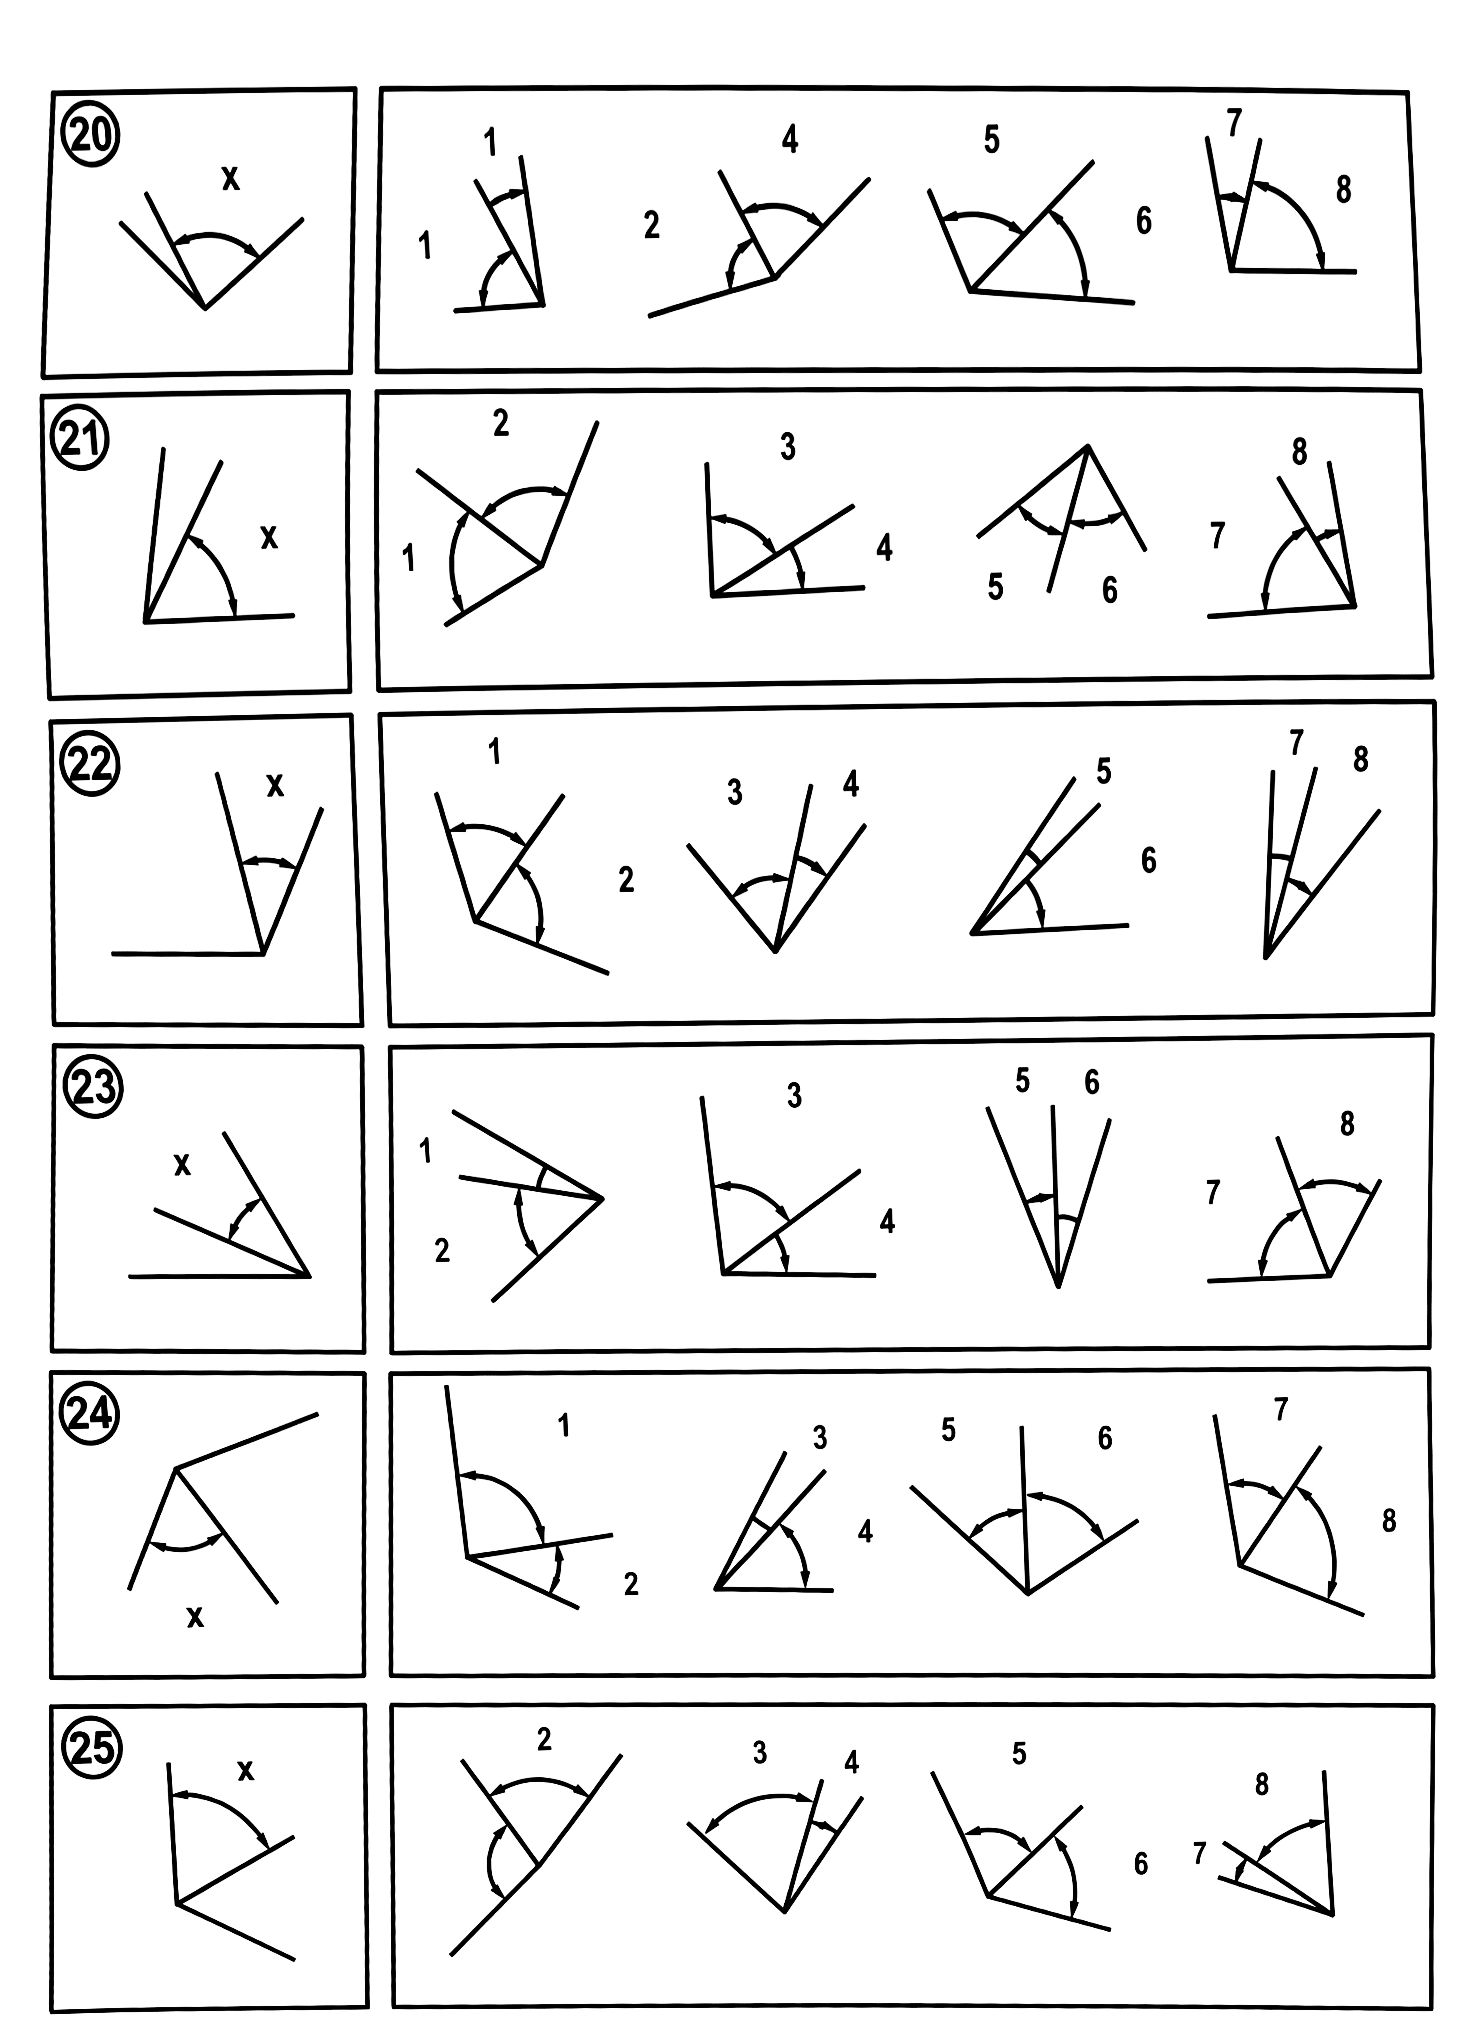 20 x 1 1 2 4 5 6 7 8
21 x 1 2 3 4 5 6 7 8
22 x 1 2 3 4 5 6 7 8
23 x 1 2 3 4 5 6 7 8
24 x 1 2 3 4 5 6 7 8
25 x 2 3 4 5 6 7 8